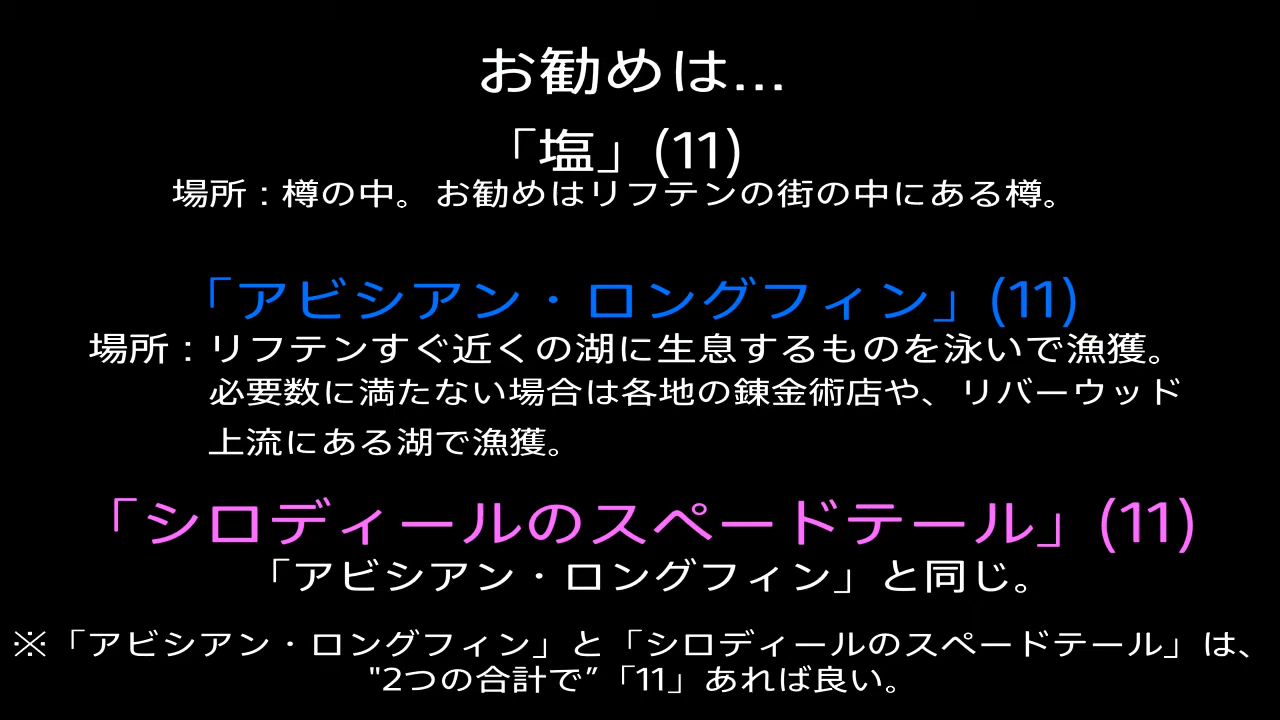 お勧めは…
「塩」(11)
場所：樽の中。お勧めはリフテンの街の中にある樽。
「アビシアン・ロングフィン」(11)
場所：リフテンすぐ近くの湖に生息するものを泳いで漁獲。
必要数に満たない場合は各地の錬金術店や、リバーウッド
上流にある湖で漁獲。
「シロディールのスペードテール」(11)
「アビシアン・ロングフィン」と同じ。
※「アビシアン・ロングフィン」と「シロディールのスペードテール」は、
"2つの合計で”「11」あれば良い。